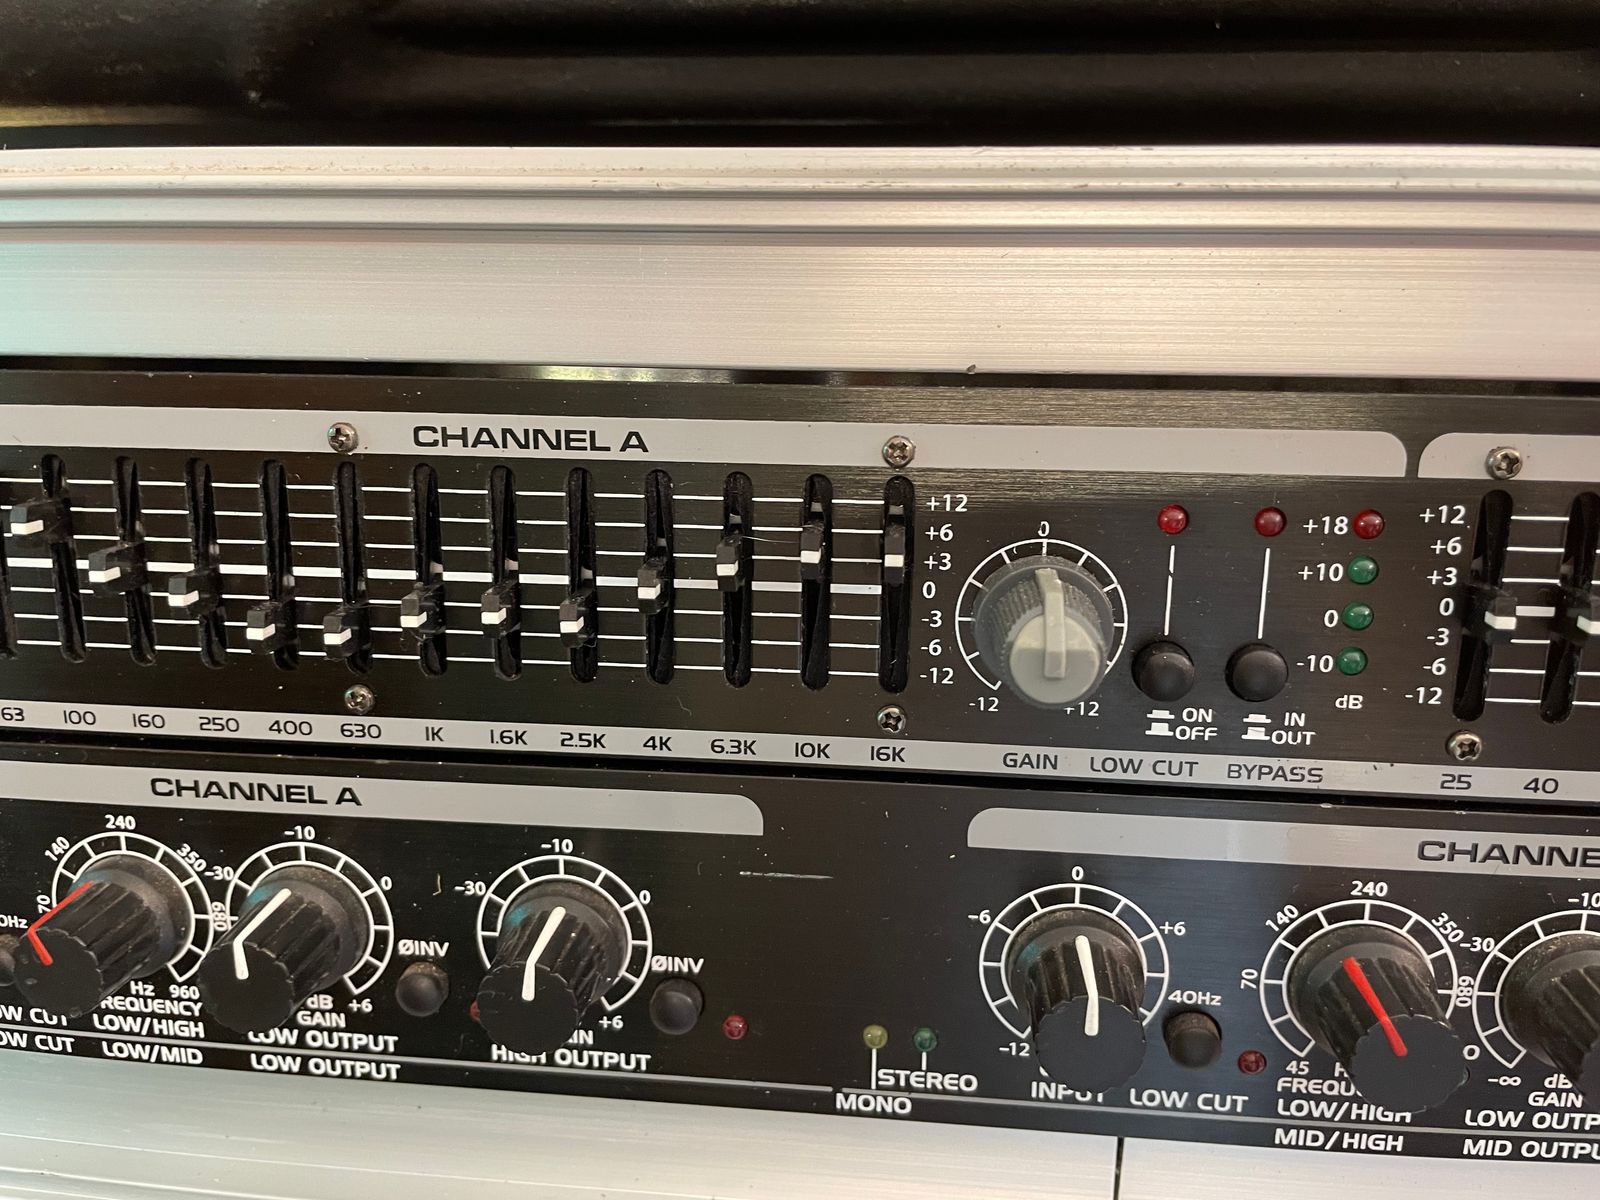 CHANNEL A
+12
+6
+3
0
-3
-6
-12
0
-12
+12
GAIN
ON
OFF
LOW CUT
IN
OUT
BYPASS
+18
+10
0
-10
dB
+12
+6
+3
0
-3
-6
-12
63 100 160 250 400 630 1K 1.6K 2.5K 4K 6.3K 10K 16K
25 40
CHANNEL A
70 140 240 350 680 960
Hz
LOW/HIGH
LOW/MID
-30 -10 0 +6
dB
GAIN
LOW OUTPUT
LOW OUTPUT
ØINV
-30 -10 0 +6
HIGH OUTPUT
ØINV
STEREO
MONO
-12 -6 0 +6
40Hz
LOW CUT
45 70 140 240 350 680
LOW/HIGH
MID/HIGH
-∞ -30 -10
dB
GAIN